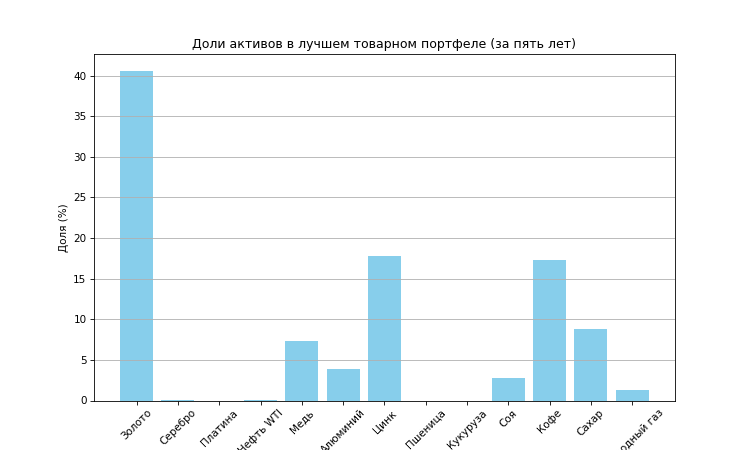 Доли активов в лучшем товарном портфеле (за пять лет)
Доля (%)
40
35
30
25
20
15
10
5
0
Золото
Серебро
Платина
Нефть WTI
Медь
Алюминий
Цинк
Пшеница
Кукуруза
Соя
Кофе
Сахар
одный газ